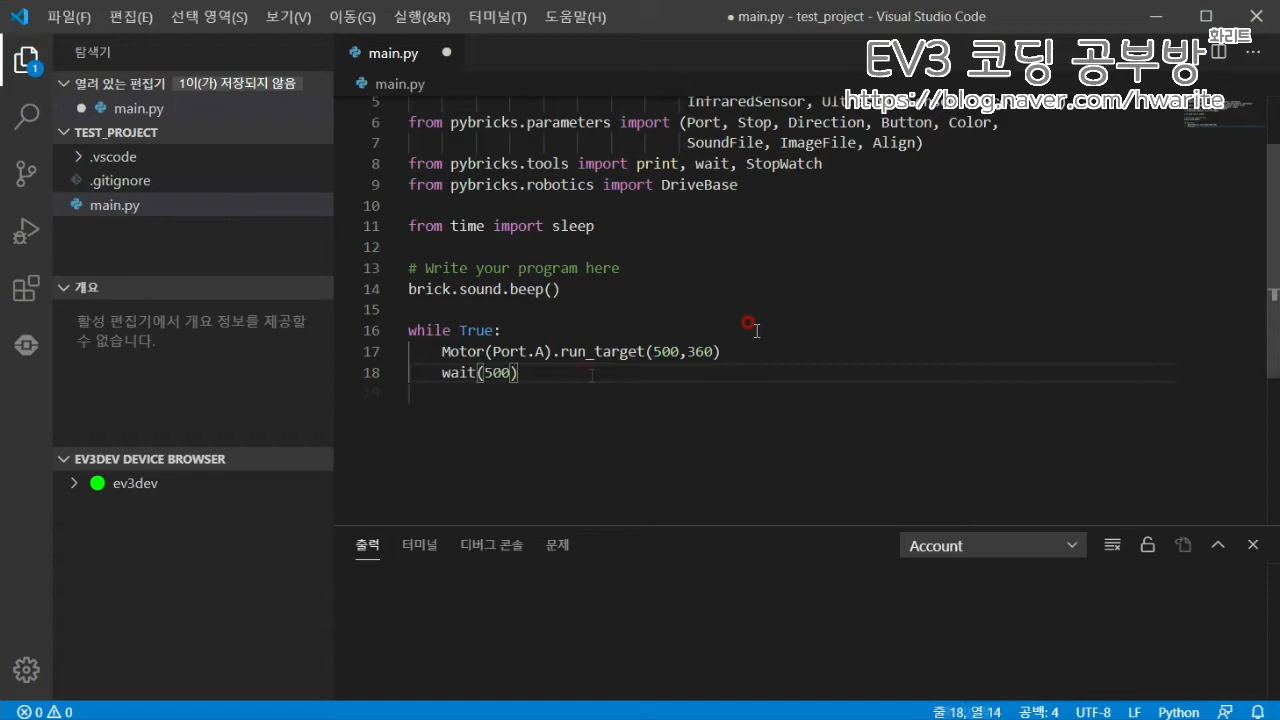 파일(F) 편집(E) 선택 영역(S) 보기(V) 이동(G) 실행(&R) 터미널(T) 도움말(H) ● main.py - test_project - Visual Studio Code
화리트
EV3 코딩 공부방
https://blog.naver.com/hwarite
탐색기
열려 있는 편집기 1이(가) 저장되지 않음
● main.py
TEST_PROJECT
.vscode
.gitignore
main.py
개요
활성 편집기에서 개요 정보를 제공할
수 없습니다.
EV3DEV DEVICE BROWSER
ev3dev
1
main.py ●
main.py
5 InfraredSensor,
6 from pybricks.parameters import (Port, Stop, Direction, Button, Color,
7 SoundFile, ImageFile, Align)
8 from pybricks.tools import print, wait, StopWatch
9 from pybricks.robotics import DriveBase
10
11 from time import sleep
12
13 # Write your program here
14 brick.sound.beep()
15
16 while True:
17 Motor(Port.A).run_target(500,360)
18 wait(500)
19
출력 터미널 디버그 콘솔 문제 Account
0 0 줄 18, 열 14 공백: 4 UTF-8 LF Python